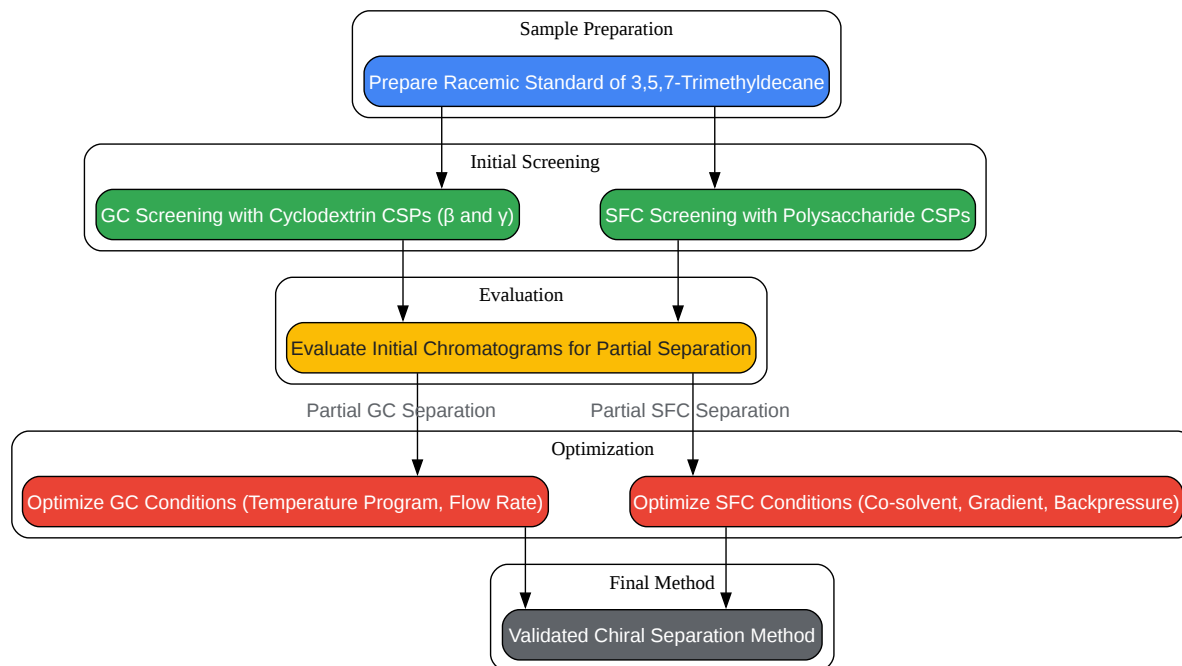 Sample Preparation
Prepare Racemic Standard of 3,5,7-Trimethyldecane
Initial Screening
GC Screening with Cyclodextrin CSPs (β and γ)
SFC Screening with Polysaccharide CSPs
Evaluation
Evaluate Initial Chromatograms for Partial Separation
Partial GC Separation
Partial SFC Separation
Optimization
Optimize GC Conditions (Temperature Program, Flow Rate)
Optimize SFC Conditions (Co-solvent, Gradient, Backpressure)
Final Method
Validated Chiral Separation Method